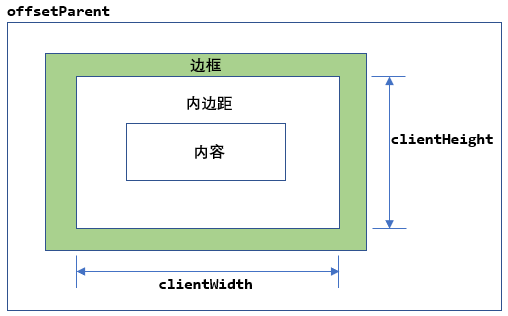 offsetParent
边框
内边距
内容
clientHeight
clientWidth